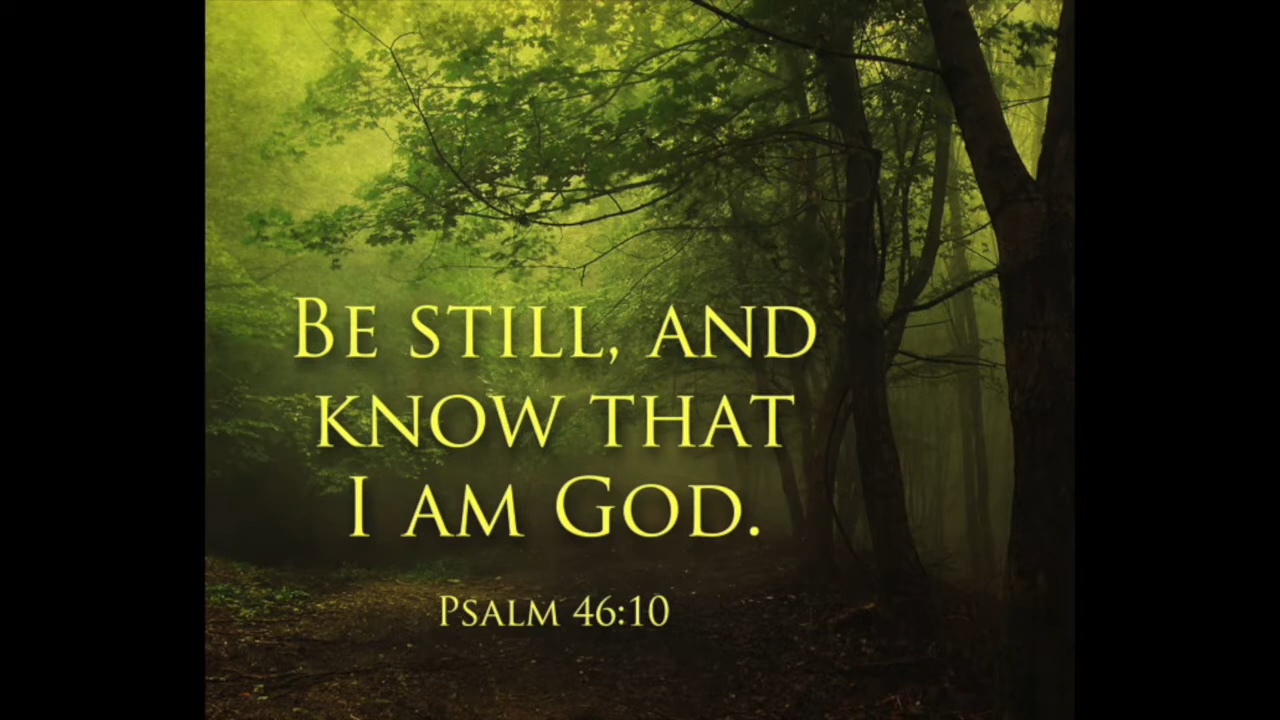 Be still, and
know that
I am God.
Psalm 46:10